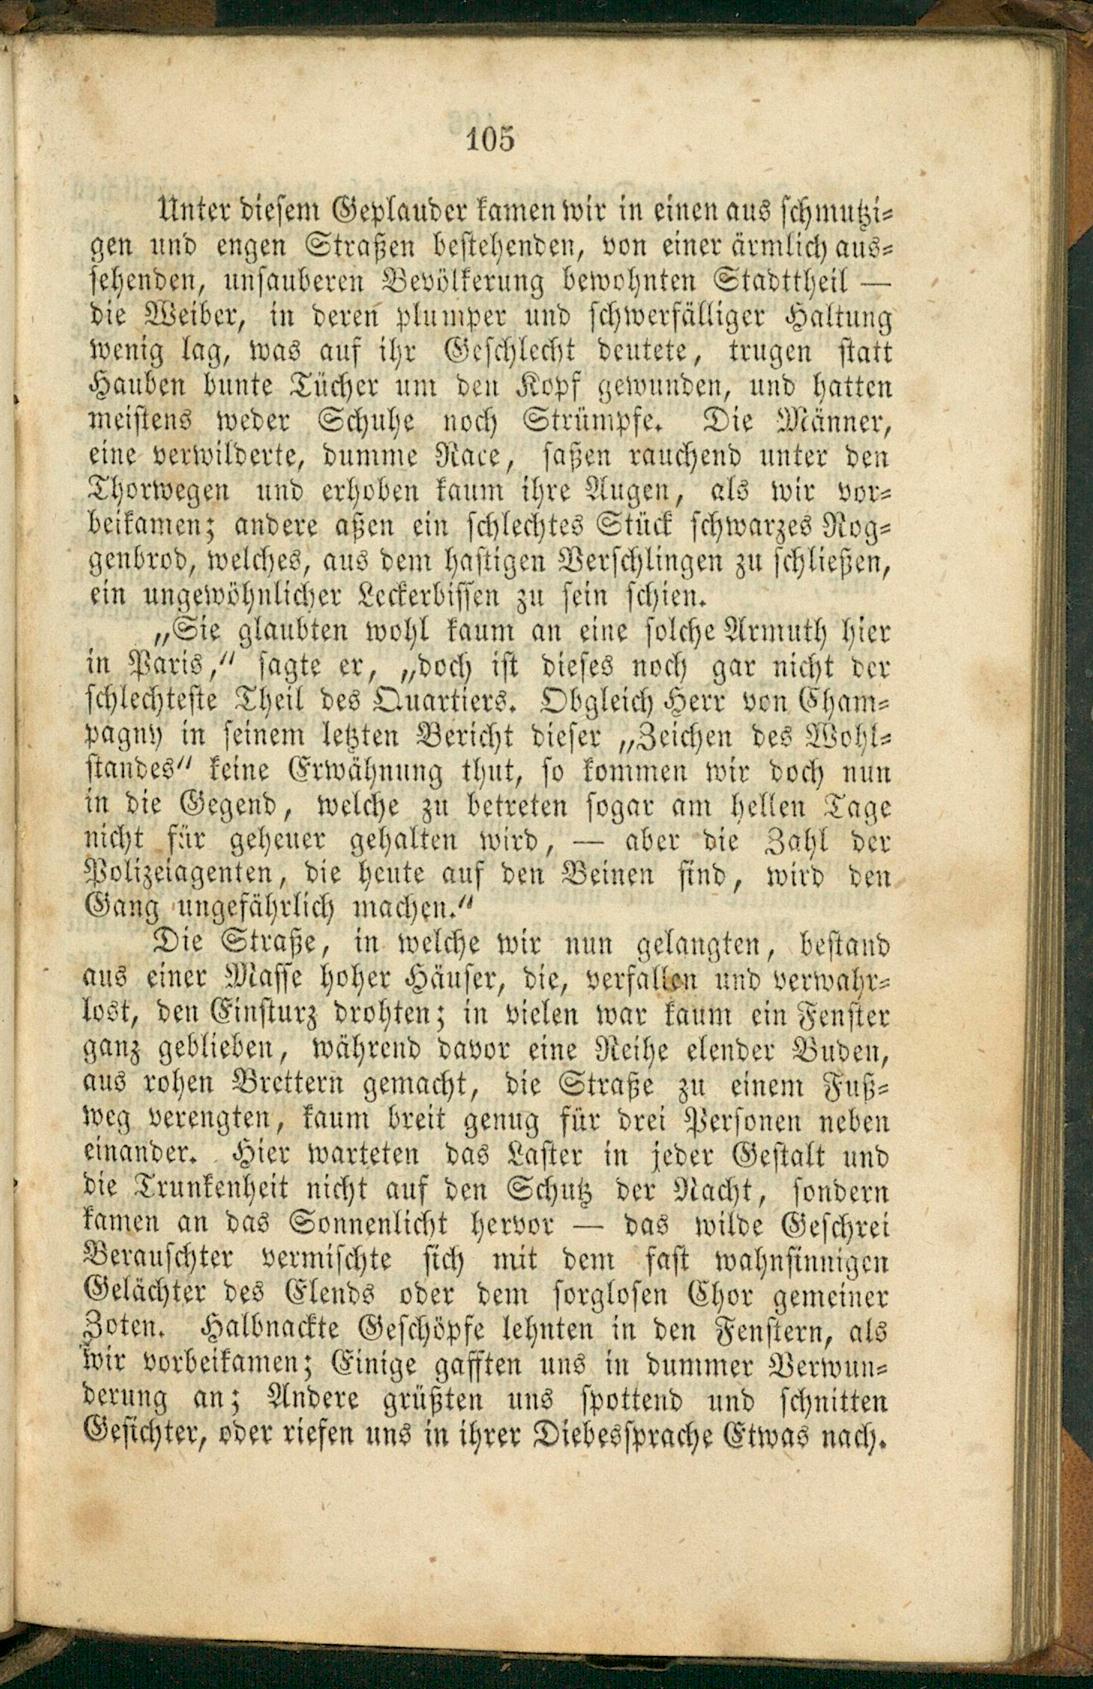 105
Unter diesem Geplauder kamen wir in einen aus schmutzi-
gen und engen Straßen bestehenden, von einer ärmlich aus-
sehenden, unsauberen Bevölkerung bewohnten Stadttheil —
die Weiber, in deren plumper und schwerfälliger Haltung
wenig lag, was auf ihr Geschlecht deutete, trugen statt
Hauben bunte Tücher um den Kopf gewunden, und hatten
meistens weder Schuhe noch Strümpfe. Die Männer,
eine verwilderte, dumme Race, saßen rauchend unter den
Thorwegen und erhoben kaum ihre Augen, als wir vor-
beikamen; andere aßen ein schlechtes Stück schwarzes Rog-
genbrod, welches, aus dem hastigen Verschlingen zu schließen,
ein ungewöhnlicher Leckerbissen zu sein schien.
„Sie glaubten wohl kaum an eine solche Armuth hier
in Paris,“ sagte er, „doch ist dieses noch gar nicht der
schlechteste Theil des Quartiers. Obgleich Herr von Cham-
pagny in seinem letzten Bericht dieser „Zeichen des Wohl-
standes“ keine Erwähnung thut, so kommen wir doch nun
in die Gegend, welche zu betreten sogar am hellen Tage
nicht für geheuer gehalten wird, — aber die Zahl der
Polizeiagenten, die heute auf den Beinen sind, wird den
Gang ungefährlich machen.“
Die Straße, in welche wir nun gelangten, bestand
aus einer Masse hoher Häuser, die, verfallen und verwahr-
lost, den Einsturz drohten; in vielen war kaum ein Fenster
ganz geblieben, während davor eine Reihe elender Buden,
aus rohen Brettern gemacht, die Straße zu einem Fuß-
weg verengten, kaum breit genug für drei Personen neben
einander. Hier warteten das Laster in jeder Gestalt und
die Trunkenheit nicht auf den Schutz der Nacht, sondern
kamen an das Sonnenlicht hervor — das wilde Geschrei
Berauschter vermischte sich mit dem fast wahnsinnigen
Gelächter des Elends oder dem sorglosen Chor gemeiner
Zoten. Halbnackte Geschöpfe lehnten in den Fenstern, als
wir vorbeikamen; Einige gafften uns in dummer Verwun-
derung an; Andere grüßten uns spottend und schnitten
Gesichter, oder riefen uns in ihrer Diebessprache Etwas nach.